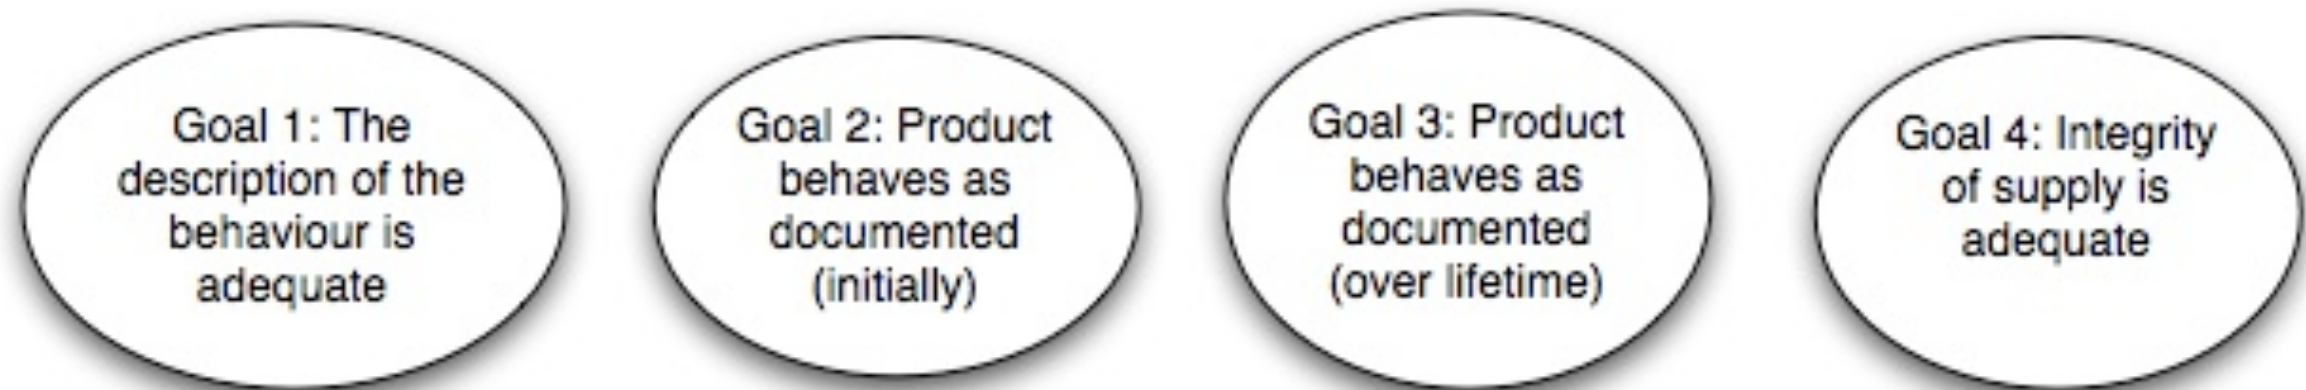 Goal 1: The
description of the
behaviour is
adequate
Goal 2: Product
behaves as
documented
(initially)
Goal 3: Product
behaves as
documented
(over lifetime)
Goal 4: Integrity
of supply is
adequate